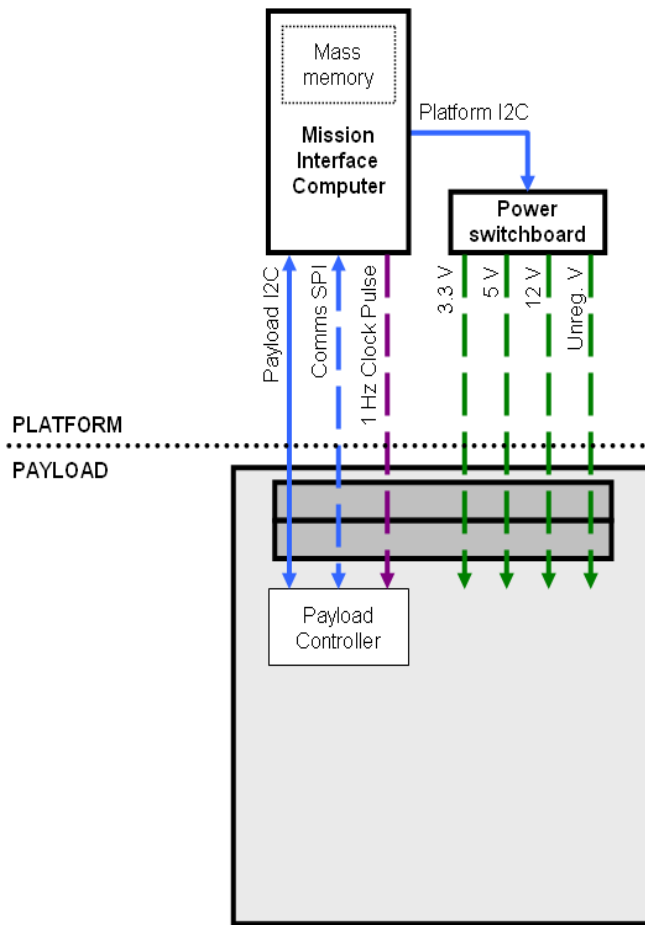 Mass
memory
Mission
Interface
Computer
Platform I2C
Power
switchboard
Payload I2C
Comms SPI
1 Hz Clock Pulse
3.3 V
5 V
12 V
Unreg. V
PLATFORM
PAYLOAD
Payload
Controller